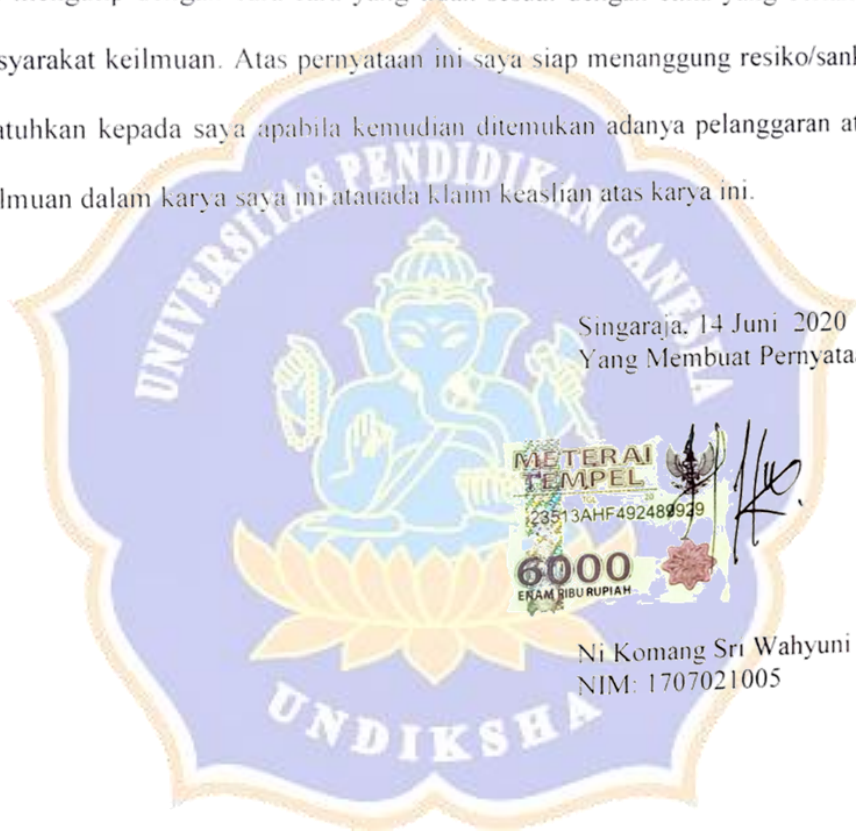 syarakat keilmuan. Atas pernyataan ini saya siap menanggung resiko/sank
atuhkan kepada saya apabila kemudian ditemukan adanya pelanggaran at
lmuan dalam karya saya ini atauada klaim keaslian atas karya ini.
UNIVERSITAS PENDIDIKAN GANESHA
Singaraja, 14 Juni 2020
Yang Membuat Pernyata
METERAI
TEMPEL
23513AHF492489929
6000
ENAM RIBU RUPIAH
Ni Komang Sri Wahyuni
NIM: 1707021005
UNDIKSHA